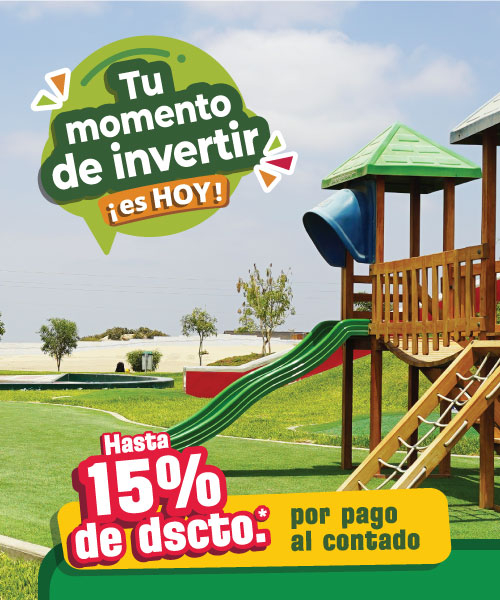 Tu
momento
de invertir
¡es HOY!
Hasta
15%
de dscto.*
por pago
al contado